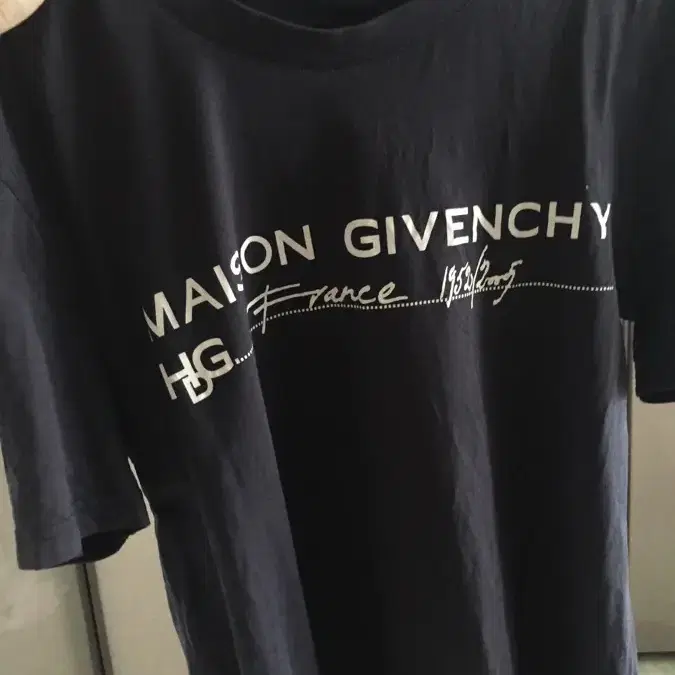 MAISON GIVENCHY
France 1952/2005
HDG